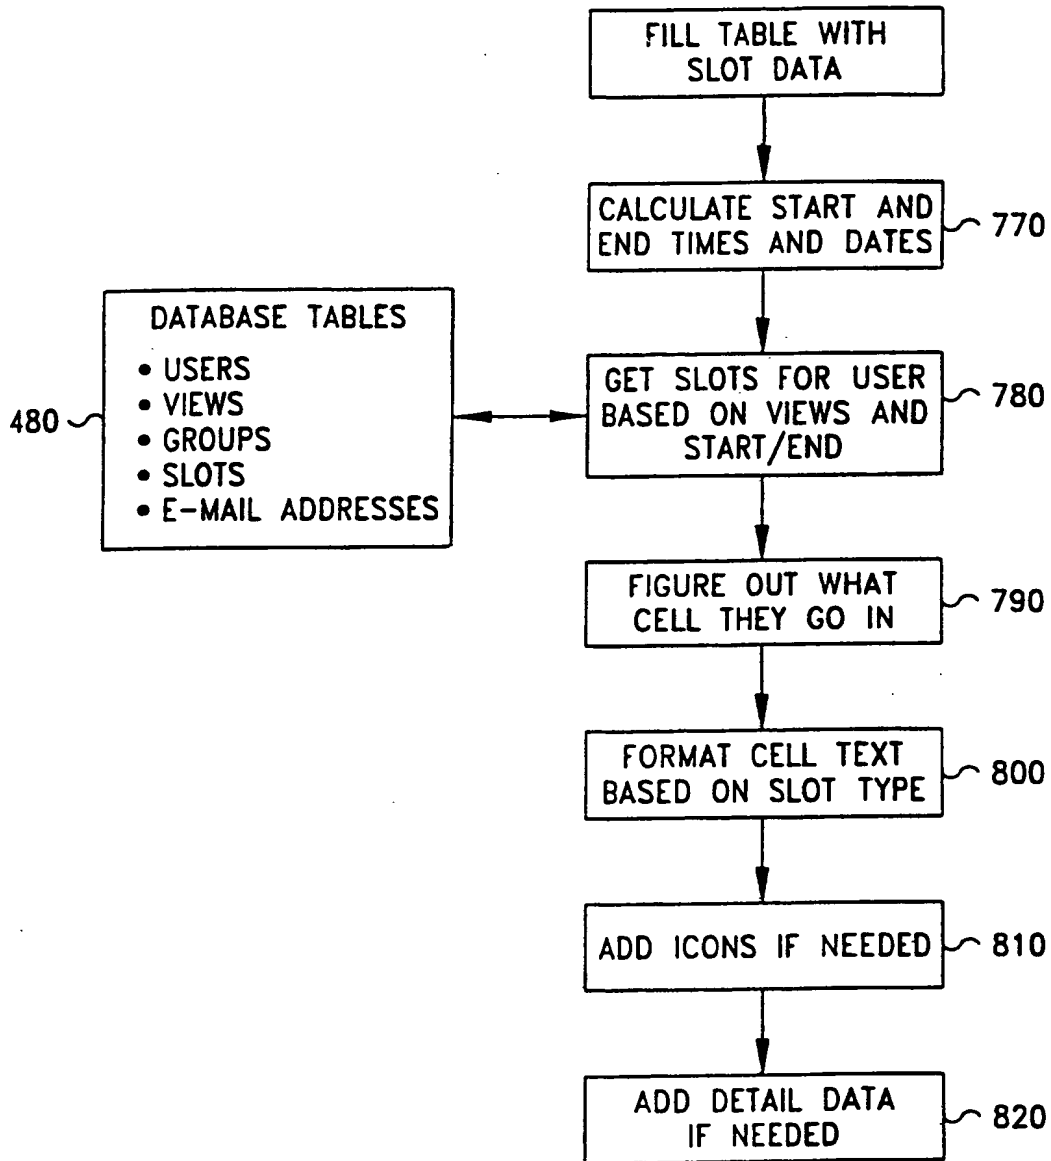 FILL TABLE WITH
SLOT DATA
CALCULATE START AND
END TIMES AND DATES
770
DATABASE TABLES
• USERS
• VIEWS
• GROUPS
• SLOTS
• E-MAIL ADDRESSES
480
GET SLOTS FOR USER
BASED ON VIEWS AND
START/END
780
FIGURE OUT WHAT
CELL THEY GO IN
790
FORMAT CELL TEXT
BASED ON SLOT TYPE
800
ADD ICONS IF NEEDED
810
ADD DETAIL DATA
IF NEEDED
820